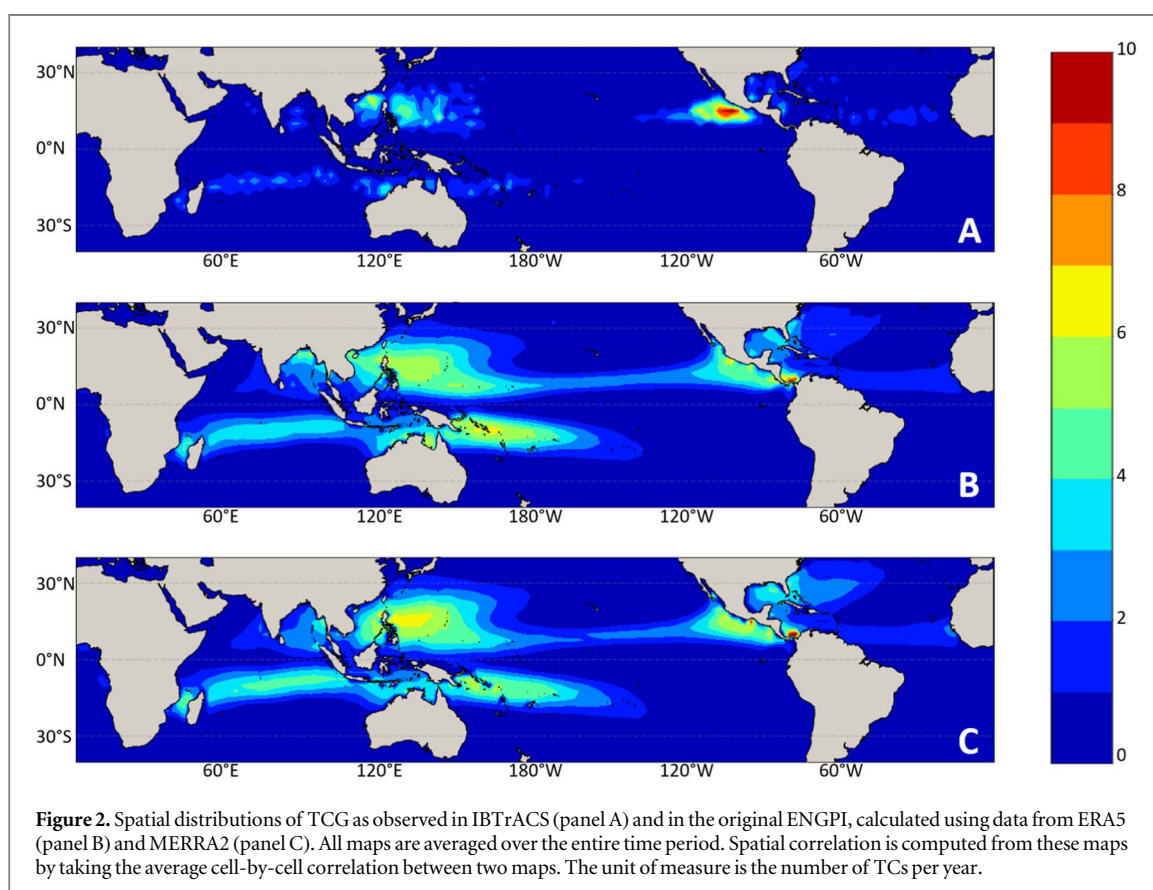 10
8
6
4
2
0
30°N
0°N
30°S
60°E 120°E 180°W 120°W 60°W
A
30°N
0°N
30°S
60°E 120°E 180°W 120°W 60°W
B
30°N
0°N
30°S
60°E 120°E 180°W 120°W 60°W
C
Figure 2. Spatial distributions of TCG as observed in IBTrACS (panel A) and in the original ENGPI, calculated using data from ERA5
(panel B) and MERRA2 (panel C). All maps are averaged over the entire time period. Spatial correlation is computed from these maps
by taking the average cell-by-cell correlation between two maps. The unit of measure is the number of TCs per year.